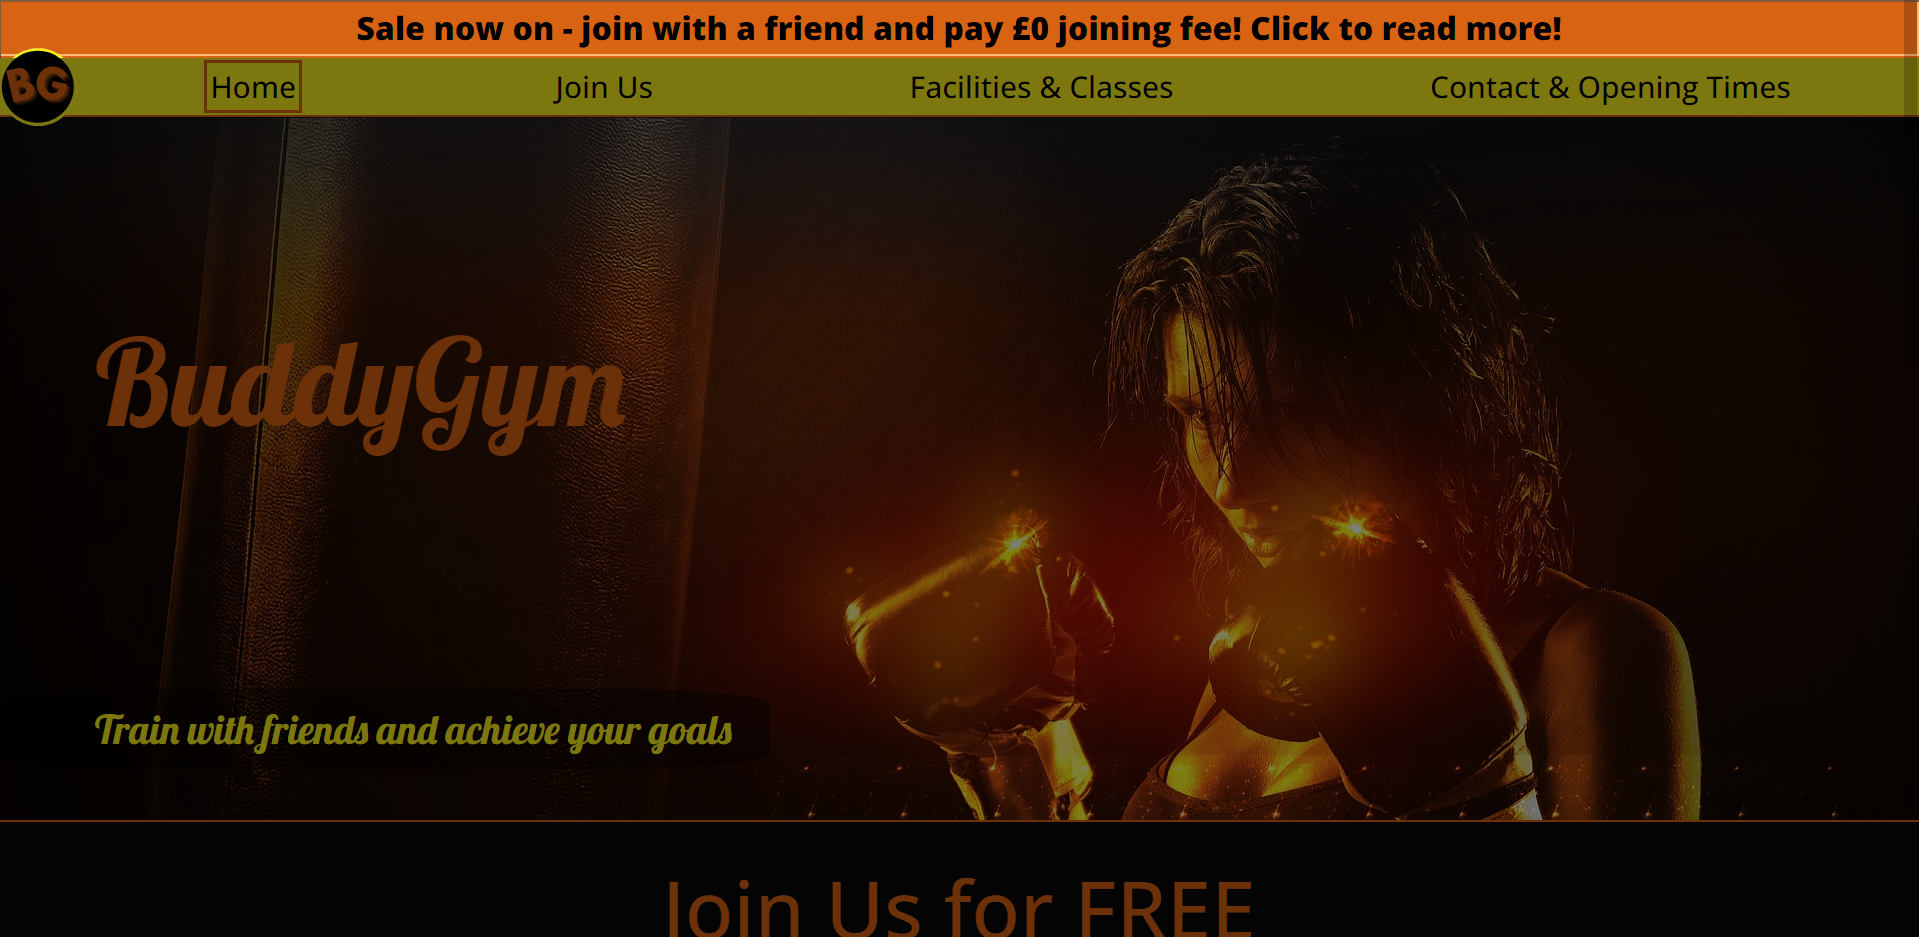 Sale now on - join with a friend and pay £0 joining fee! Click to read more!
BG
Home
Join Us
Facilities & Classes
Contact & Opening Times
BuddyGym
Train with friends and achieve your goals
Join Us for FREE